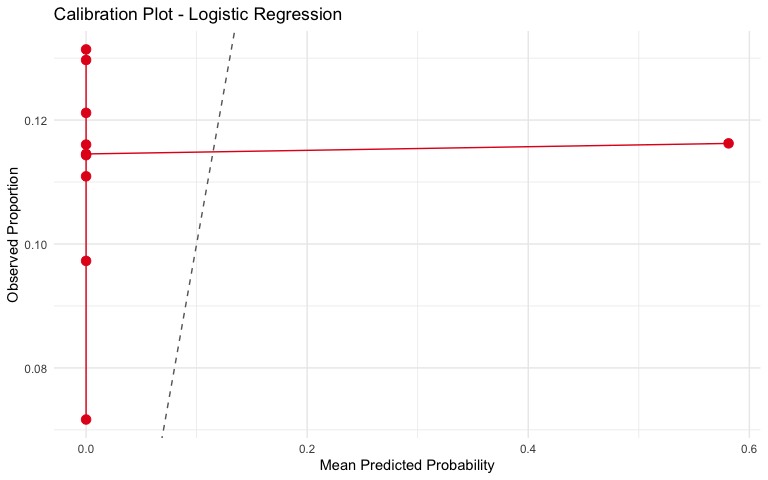 Calibration Plot - Logistic Regression
Observed Proportion
0.12
0.10
0.08
0.0
0.2
0.4
0.6
Mean Predicted Probability